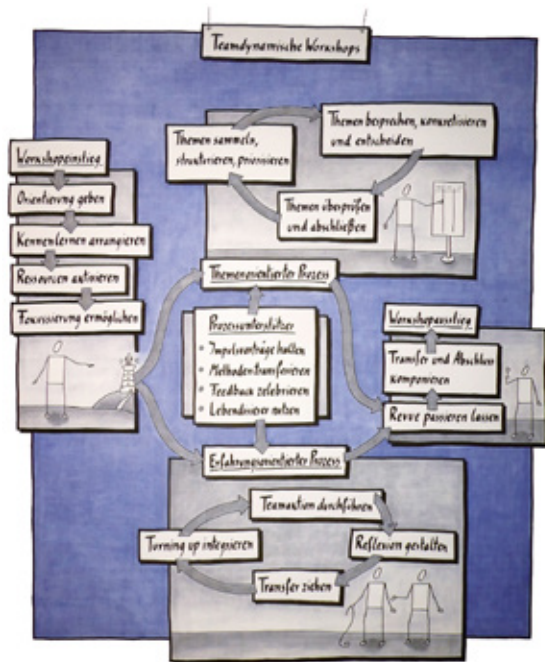 Teamdynamische Workshops
Themen sammeln,
strukturieren, priorisieren
Themen besprechen, konkretisieren
und entscheiden
Themen überprüfen
und abschließen
Workshopeinstieg
Orientierung geben
Kennenlernen arrangieren
Ressourcen aktivieren
Fokussierung ermöglichen
Themenorientierter Prozess
Prozessunterstützer
• Impulsvorträge halten
• Methoden transferieren
• Feedback zelebrieren
• Lebendisierer nutzen
Erfahrungsorientierter Prozess
Workshopausstieg
Transfer und Abschluss
komponieren
Revue passieren lassen
Teamaktion durchführen
Reflexion gestalten
Transfer ziehen
Turning up integrieren